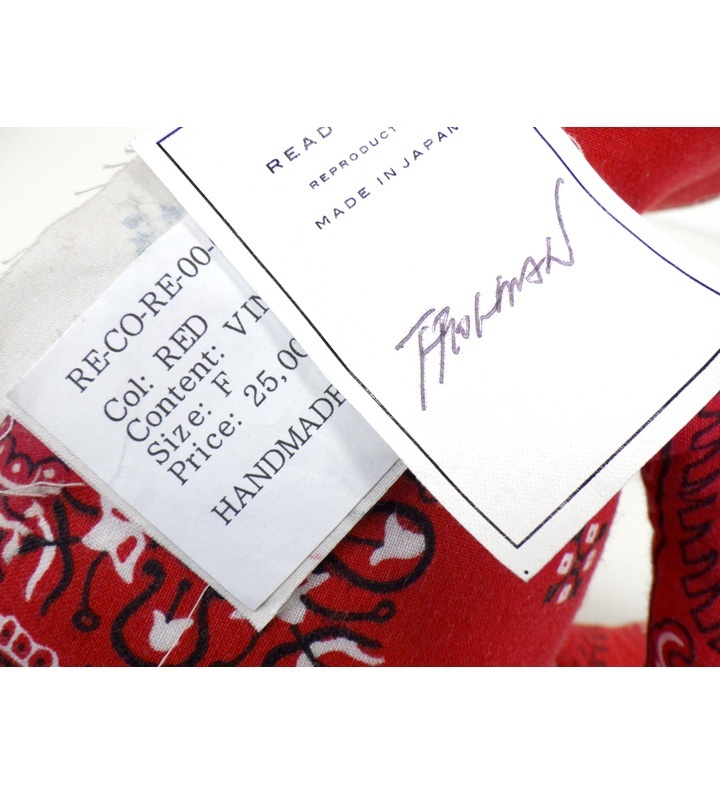 READ
REPRODUCT
MADE IN JAPAN
RE-CO-RE-00-
Col: RED
Content: VIN
Size: F
Price: 25,00
HANDMADE